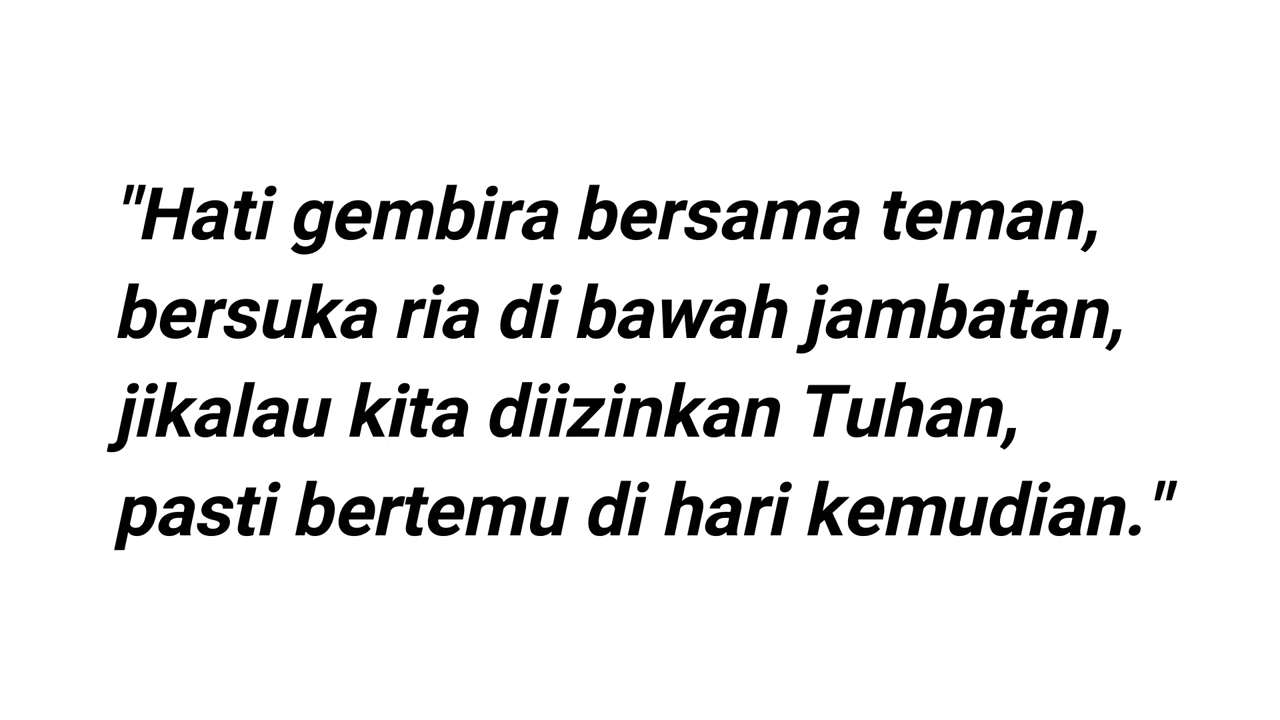 "Hati gembira bersama teman,
bersuka ria di bawah jambatan,
jikalau kita diizinkan Tuhan,
pasti bertemu di hari kemudian."